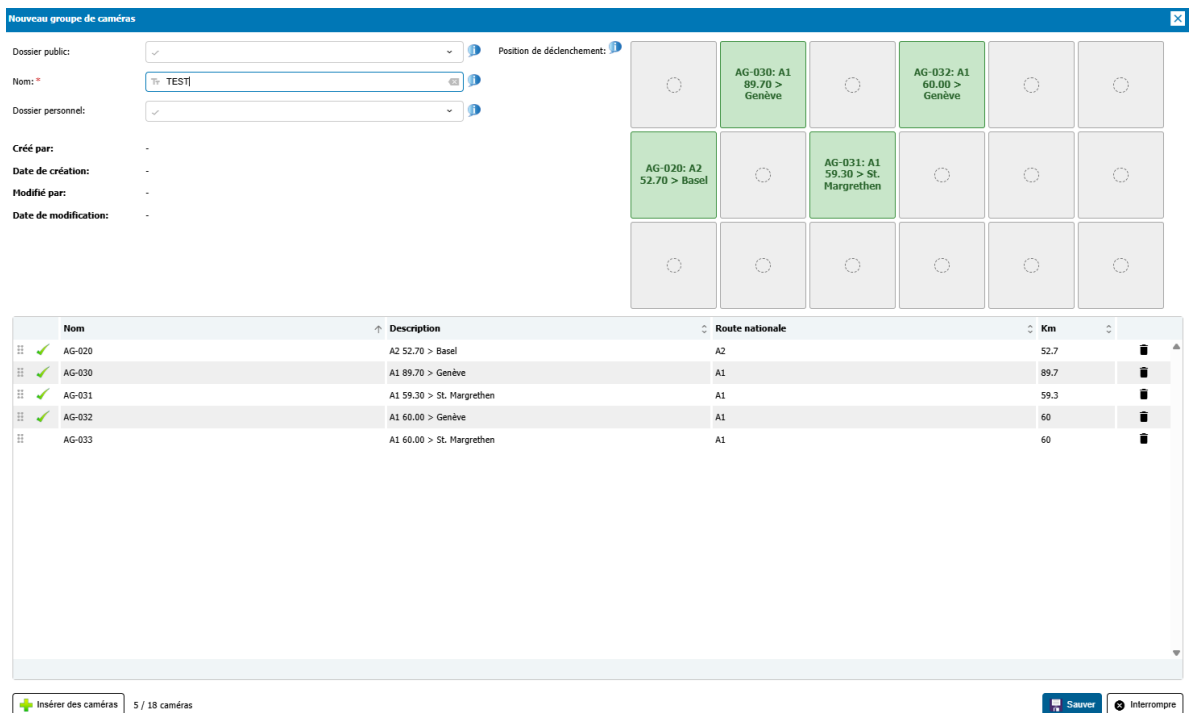 Nouveau groupe de caméras
Dossier public:
Nom: *
TEST
Dossier personnel:
Créé par:
-
Date de création:
-
Modifié par:
-
Date de modification:
-
Position de déclenchement:
AG-030: A1
89.70 >
Genève
AG-032: A1
60.00 >
Genève
AG-020: A2
52.70 > Basel
AG-031: A1
59.30 > St.
Margrethen
Nom Description Route nationale Km
AG-020 A2 52.70 > Basel A2 52.7
AG-030 A1 89.70 > Genève A1 89.7
AG-031 A1 59.30 > St. Margrethen A1 59.3
AG-032 A1 60.00 > Genève A1 60
AG-033 A1 60.00 > St. Margrethen A1 60
Insérer des caméras 5 / 18 caméras Sauver Interrompre